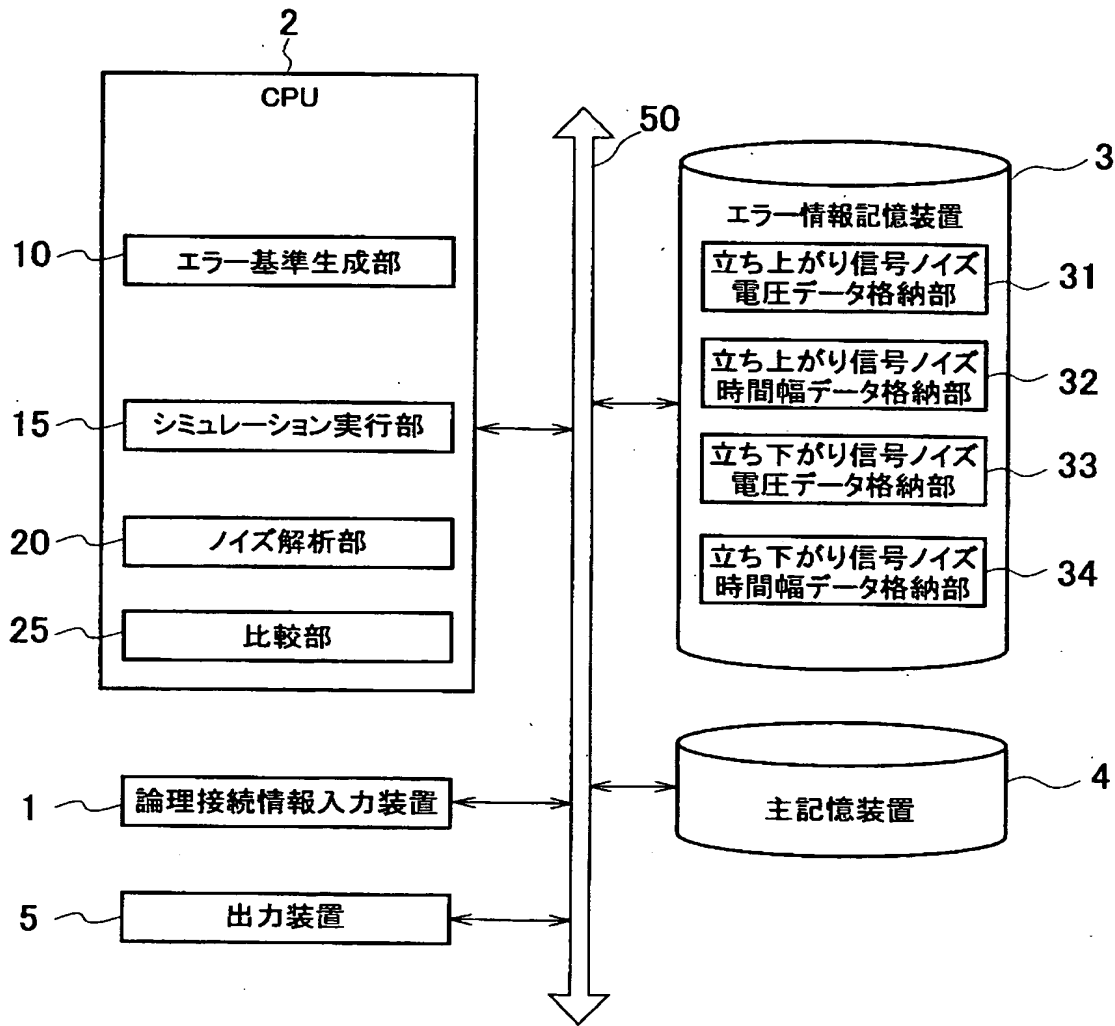 2
CPU
10
エラー基準生成部
15
シミュレーション実行部
20
ノイズ解析部
25
比較部
1
論理接続情報入力装置
5
出力装置
50
3
エラー情報記憶装置
立ち上がり信号ノイズ
電圧データ格納部
31
立ち上がり信号ノイズ
時間幅データ格納部
32
立ち下がり信号ノイズ
電圧データ格納部
33
立ち下がり信号ノイズ
時間幅データ格納部
34
主記憶装置
4